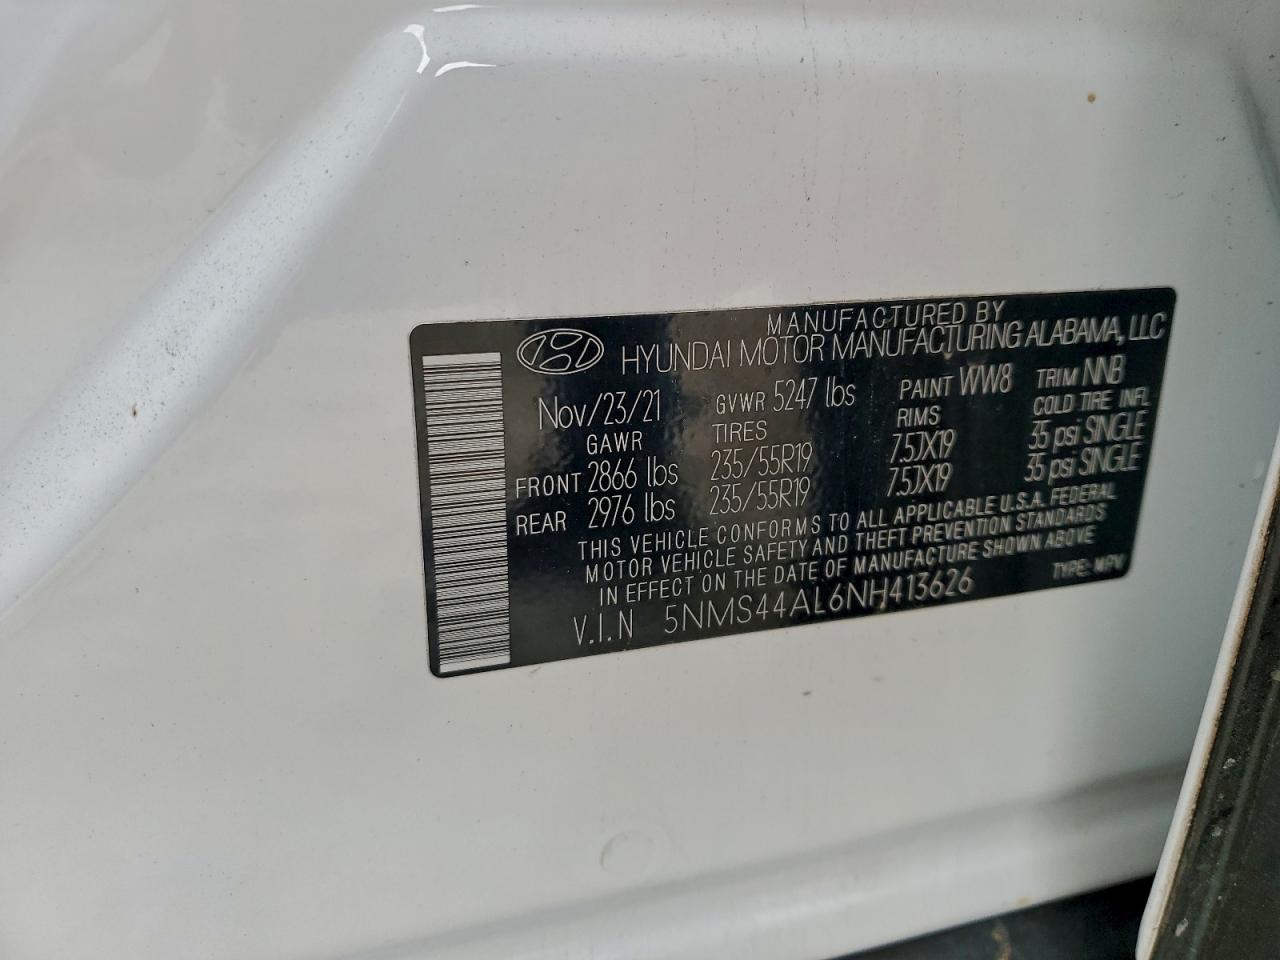 MANUFACTURED BY
HYUNDAI MOTOR MANUFACTURING ALABAMA, LLC
Nov/23/21 GVWR 5247 lbs PAINT WW8 TRIM NNB
GAWR TIRES RIMS COLD TIRE INFL
FRONT 2866 lbs 235/55R19 7.5JX19 35 psi SINGLE
REAR 2976 lbs 235/55R19 7.5JX19 35 psi SINGLE
THIS VEHICLE CONFORMS TO ALL APPLICABLE U.S.A. FEDERAL
MOTOR VEHICLE SAFETY AND THEFT PREVENTION STANDARDS
IN EFFECT ON THE DATE OF MANUFACTURE SHOWN ABOVE
V.I.N 5NMS44AL6NH413626 TYPE: MPV